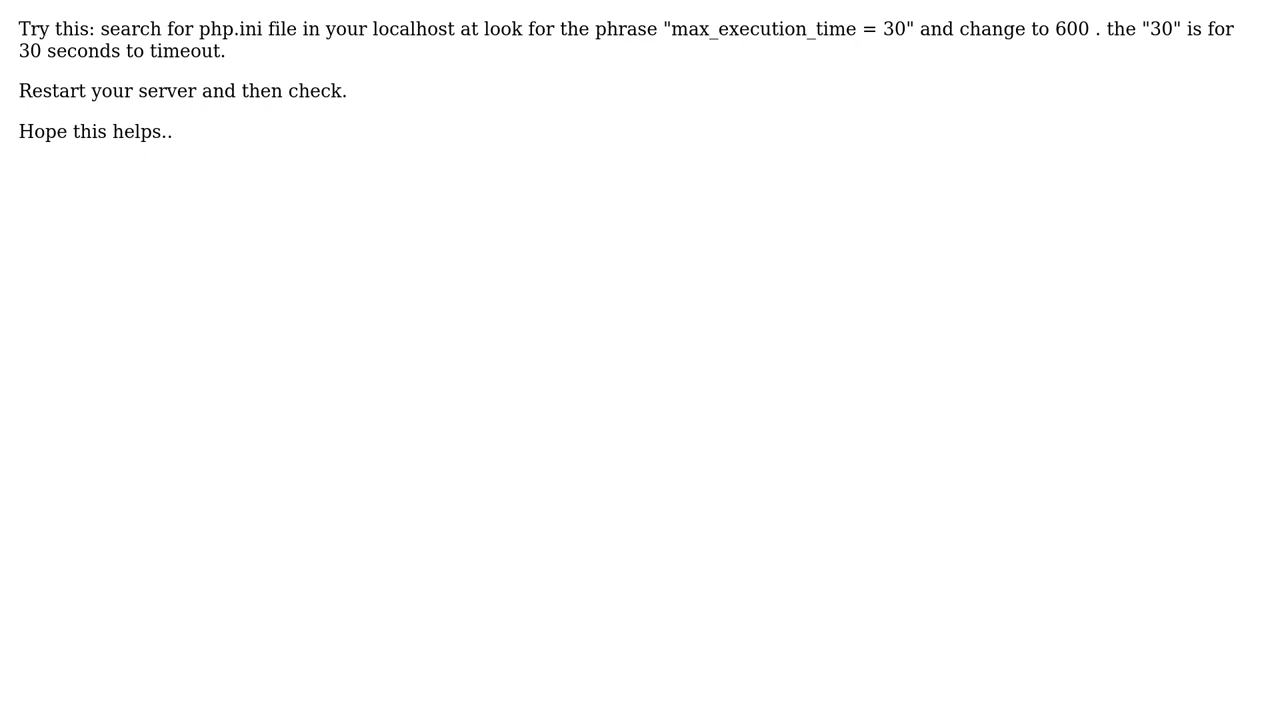 Try this: search for php.ini file in your localhost at look for the phrase "max_execution_time = 30" and change to 600 . the "30" is for
30 seconds to timeout.
Restart your server and then check.
Hope this helps..